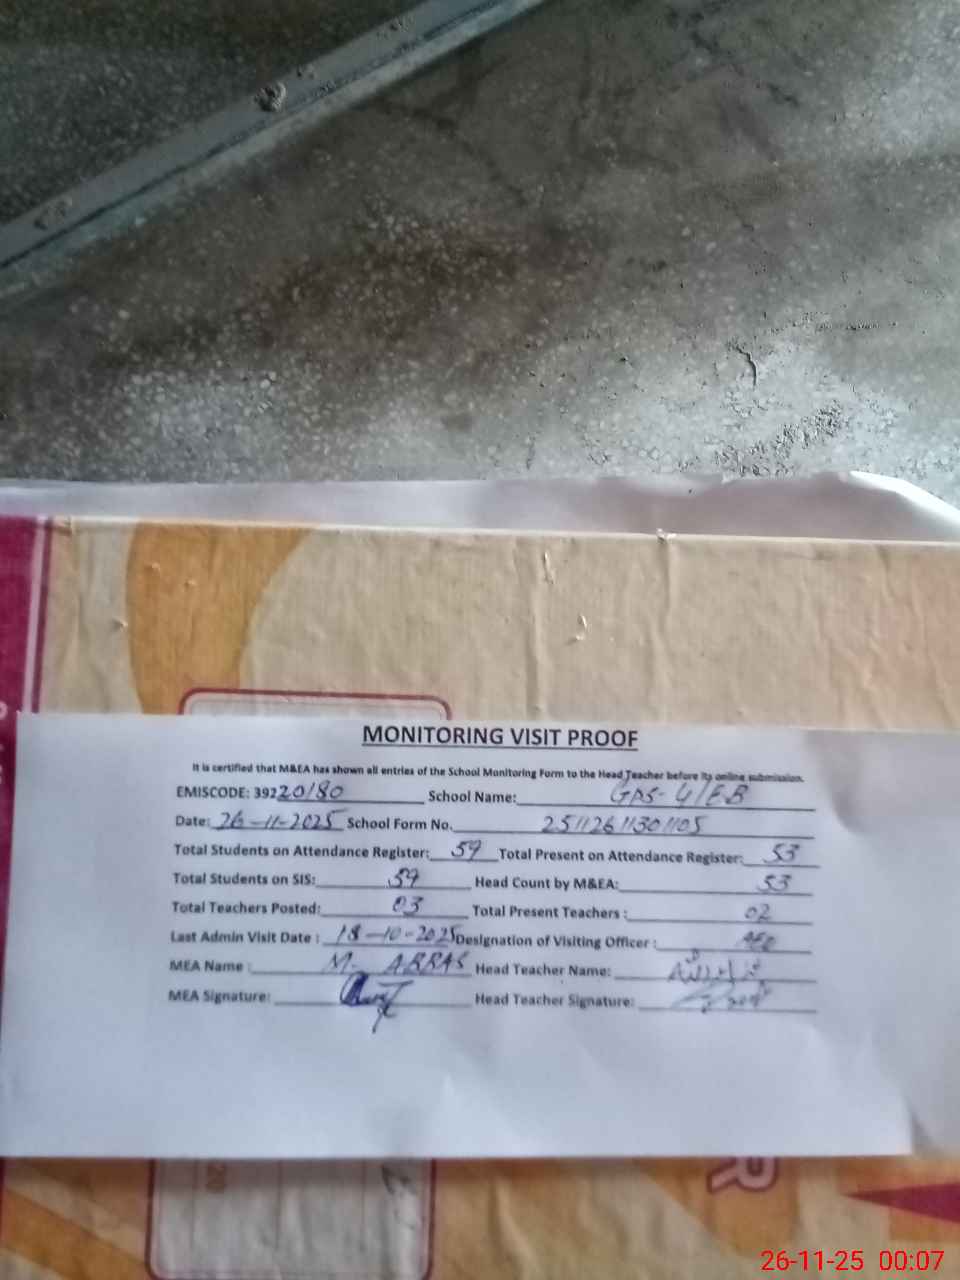 MONITORING VISIT PROOF
It is certified that M&EA has shown all entries of the School Monitoring Form to the Head Teacher before its online submission.
EMISCODE: 39220180 School Name: GPS-4/EB
Date: 26-11-2025 School Form No. 25112611301105
Total Students on Attendance Register: 59 Total Present on Attendance Register: 53
Total Students on SIS: 59 Head Count by M&EA: 53
Total Teachers Posted: 03 Total Present Teachers : 02
Last Admin Visit Date : 18-10-2025 Designation of Visiting Officer : AEO
MEA Name : M. ABBAS Head Teacher Name:
MEA Signature: Head Teacher Signature:
26-11-25 00:07